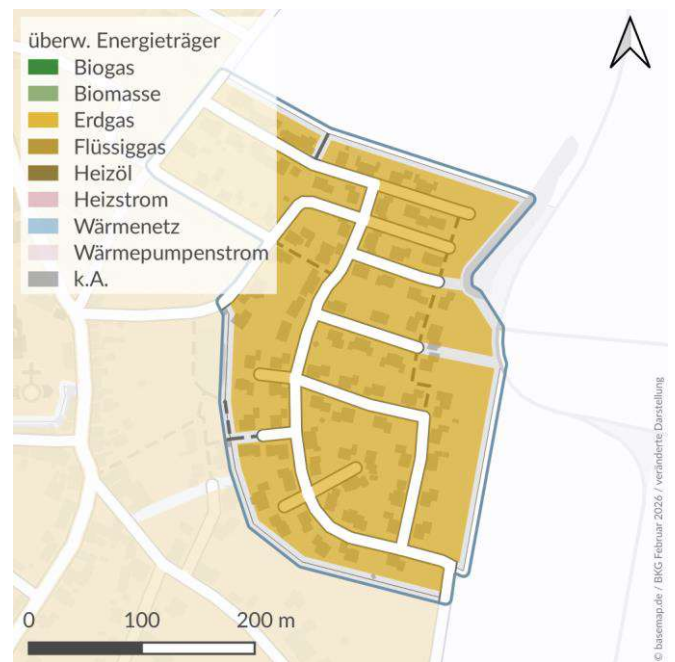 überw. Energieträger
Biogas
Biomasse
Erdgas
Flüssiggas
Heizöl
Heizstrom
Wärmenetz
Wärmepumpenstrom
k.A.
0 100 200 m
© basemap.de / BKG Februar 2026 / veränderte Darstellung